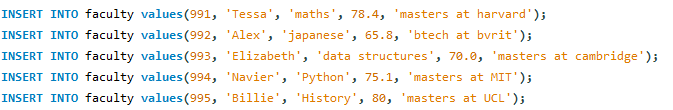 INSERT INTO faculty values(991, 'Tessa', 'maths', 78.4, 'masters at harvard');
INSERT INTO faculty values(992, 'Alex', 'japanese', 65.8, 'btech at bvrit');
INSERT INTO faculty values(993, 'Elizabeth', 'data structures', 70.0, 'masters at cambridge');
INSERT INTO faculty values(994, 'Navier', 'Python', 75.1, 'masters at MIT');
INSERT INTO faculty values(995, 'Billie', 'History', 80, 'masters at UCL');